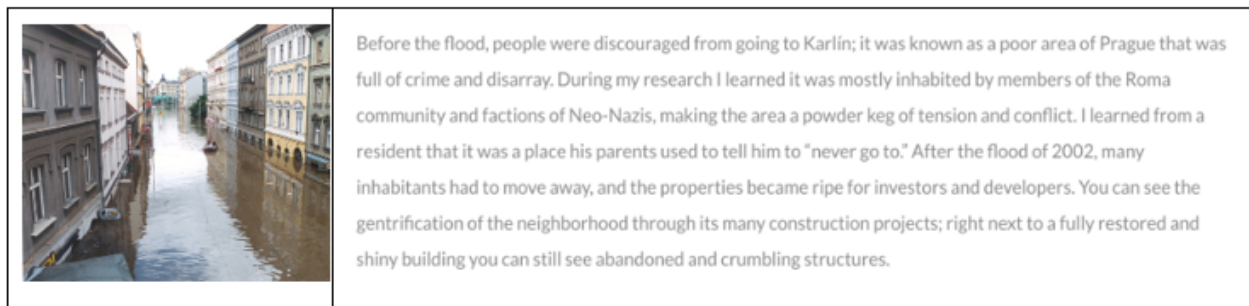 Before the flood, people were discouraged from going to Karlín; it was known as a poor area of Prague that was
full of crime and disarray. During my research I learned it was mostly inhabited by members of the Roma
community and factions of Neo-Nazis, making the area a powder keg of tension and conflict. I learned from a
resident that it was a place his parents used to tell him to “never go to.” After the flood of 2002, many
inhabitants had to move away, and the properties became ripe for investors and developers. You can see the
gentrification of the neighborhood through its many construction projects; right next to a fully restored and
shiny building you can still see abandoned and crumbling structures.